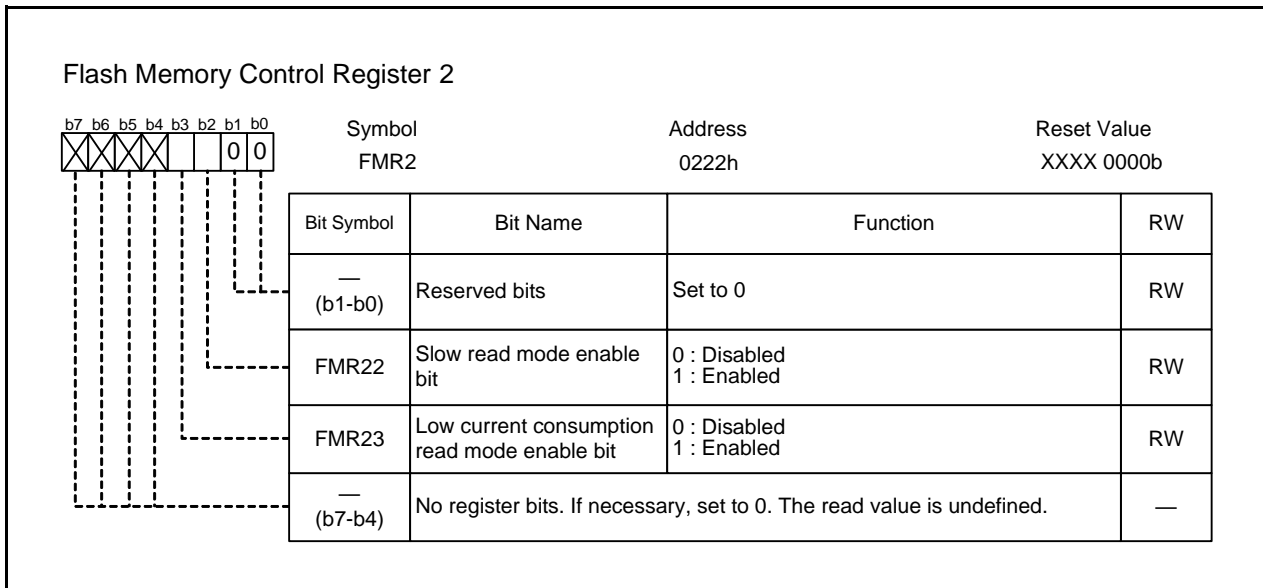 Flash Memory Control Register 2
b7 b6 b5 b4 b3 b2 b1 b0
0 0
Symbol Address Reset Value
FMR2 0222h XXXX 0000b
Bit Symbol Bit Name Function RW
—
(b1-b0) Reserved bits Set to 0 RW
FMR22 Slow read mode enable
bit 0 : Disabled
1 : Enabled RW
FMR23 Low current consumption
read mode enable bit 0 : Disabled
1 : Enabled RW
—
(b7-b4) No register bits. If necessary, set to 0. The read value is undefined. —